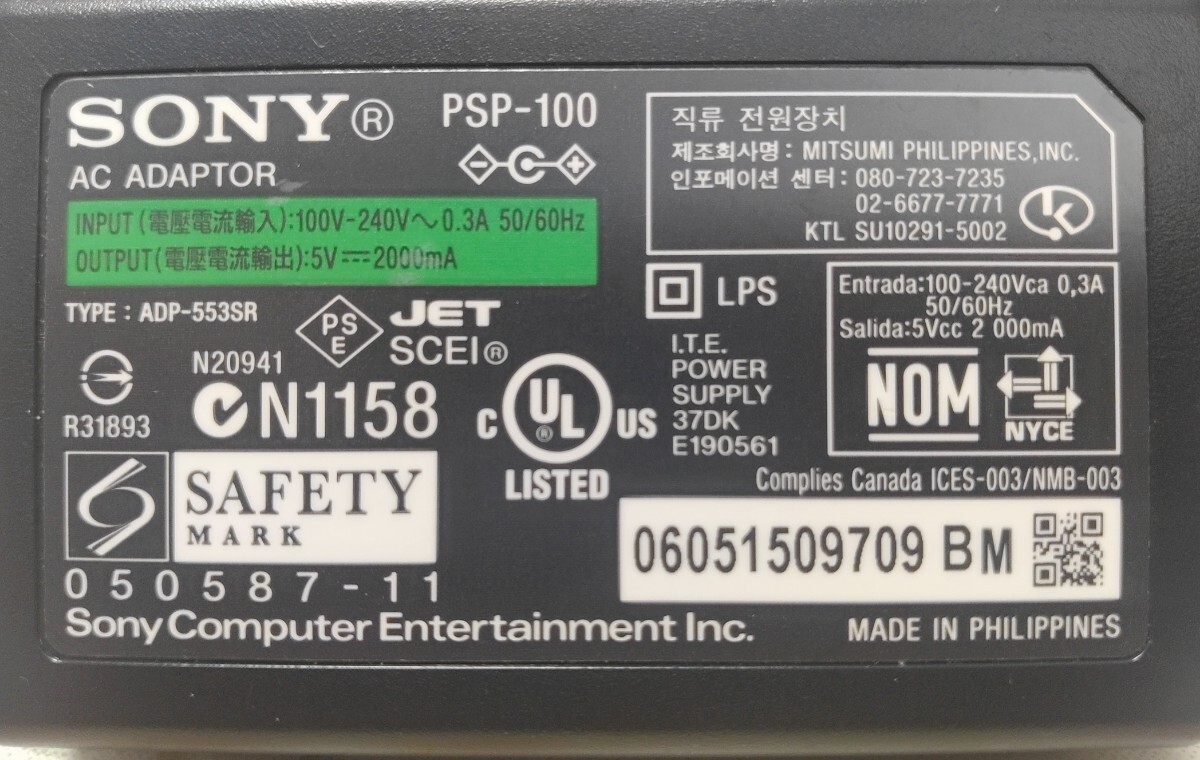 SONY®
AC ADAPTOR
PSP-100
INPUT(電壓電流輸入):100V-240V～0.3A 50/60Hz
OUTPUT(電壓電流輸出):5V⎓2000mA
TYPE : ADP-553SR
PS
E
JET
SCEI®
R31893
N20941
N1158
C UL® US
LISTED
SAFETY
MARK
050587-11
Sony Computer Entertainment Inc.
직류 전원장치
제조회사명: MITSUMI PHILIPPINES,INC.
인포메이션 센터: 080-723-7235
02-6677-7771
KTL SU10291-5002
LPS
I.T.E.
POWER
SUPPLY
37DK
E190561
Entrada:100-240Vca 0,3A
50/60Hz
Salida:5Vcc 2 000mA
NOM
NYCE
Complies Canada ICES-003/NMB-003
06051509709 BM
MADE IN PHILIPPINES